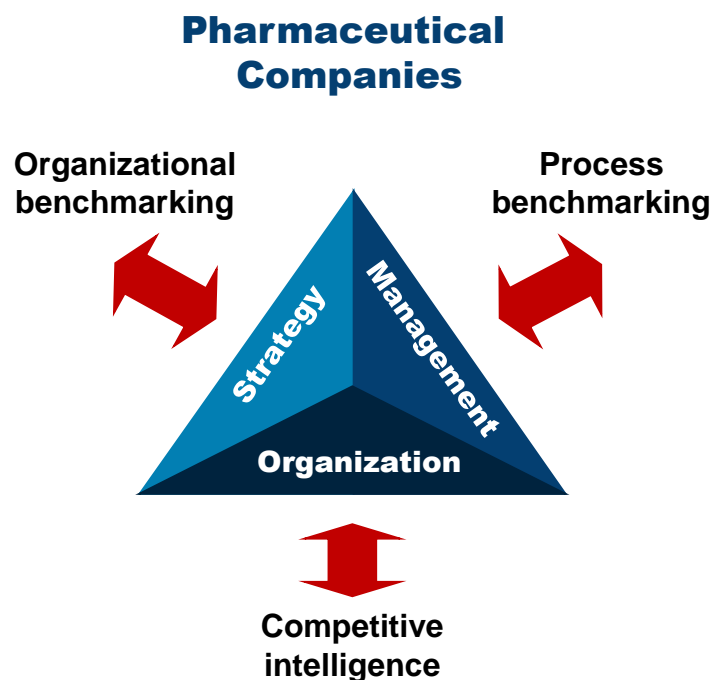 Pharmaceutical
Companies
Organizational
benchmarking
Process
benchmarking
Strategy
Management
Organization
Competitive
intelligence